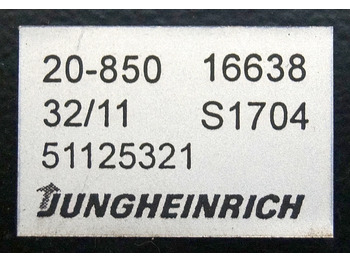 20-850 16638
32/11 S1704
51125321
JUNGHEINRICH